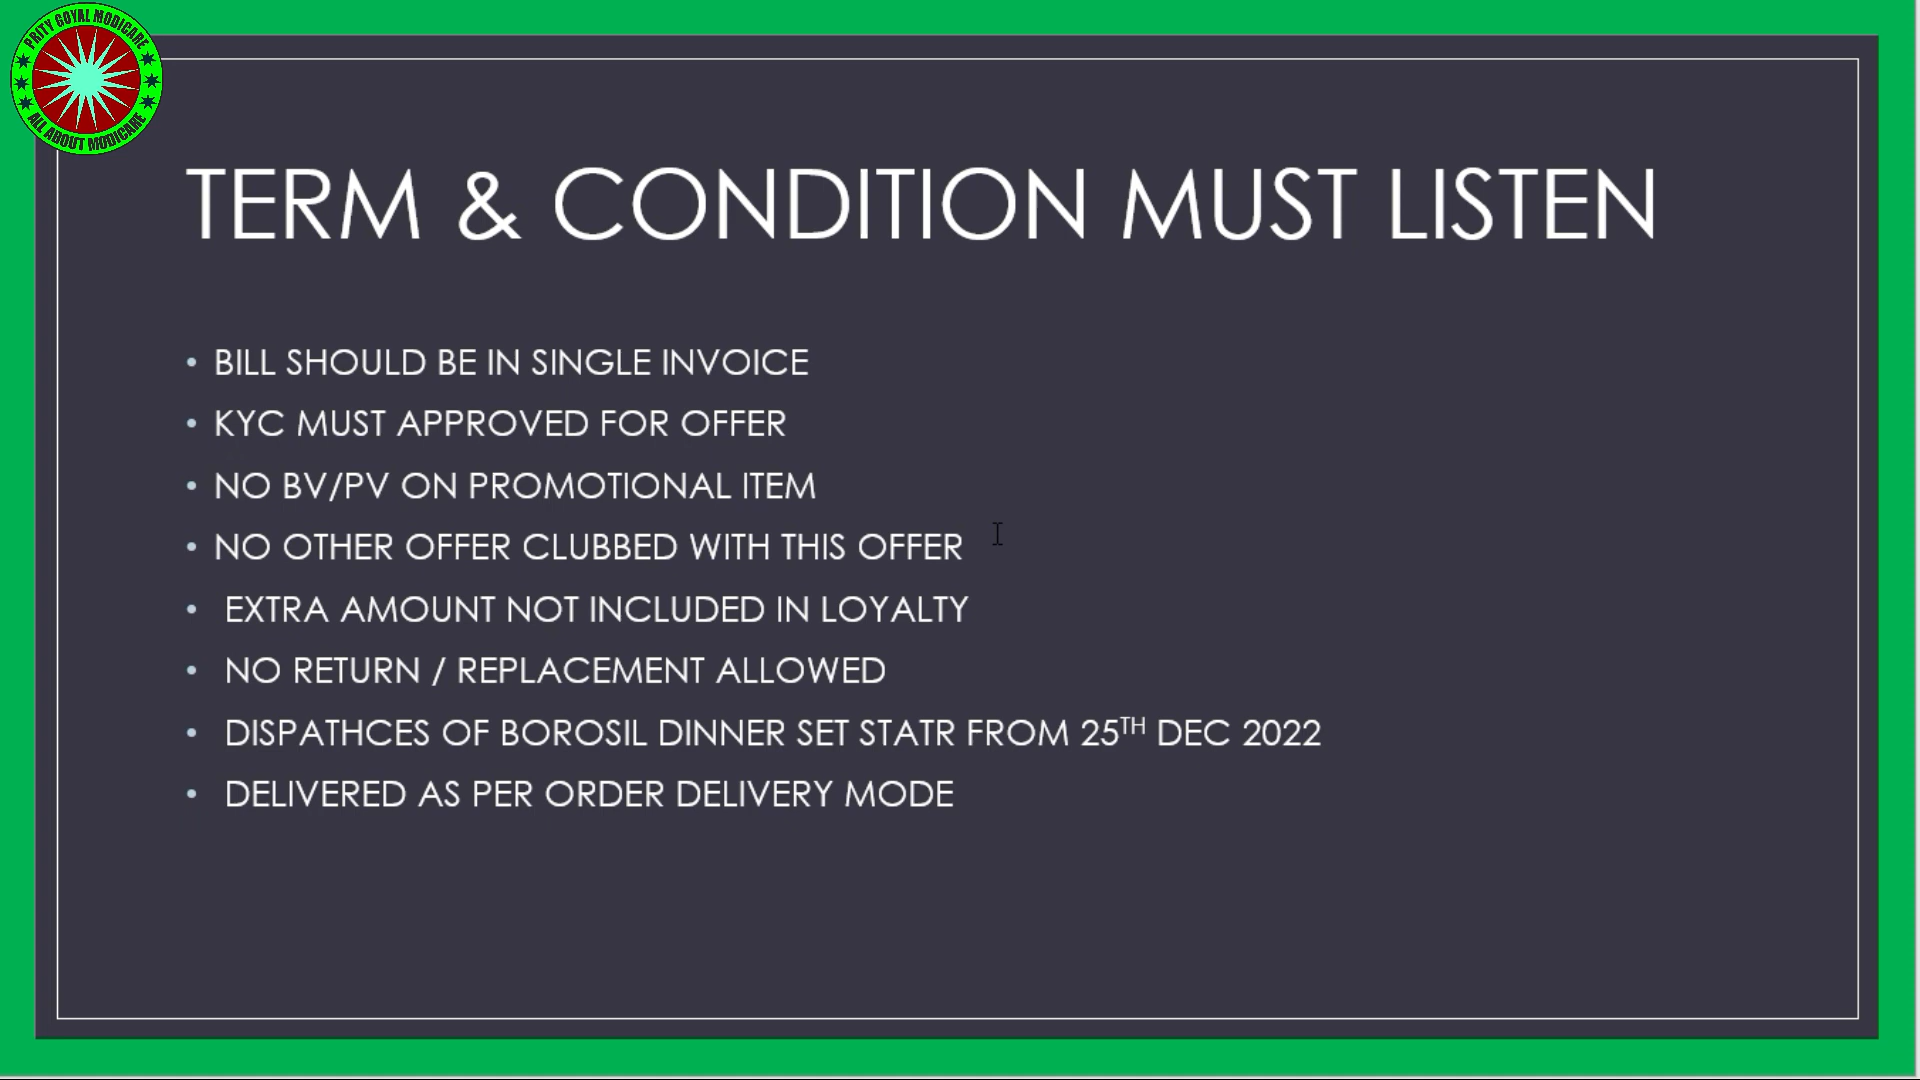 PRITY GOYAL MODICARE
ALL ABOUT MODICARE
TERM & CONDITION MUST LISTEN
• BILL SHOULD BE IN SINGLE INVOICE
• KYC MUST APPROVED FOR OFFER
• NO BV/PV ON PROMOTIONAL ITEM
• NO OTHER OFFER CLUBBED WITH THIS OFFER
• EXTRA AMOUNT NOT INCLUDED IN LOYALTY
• NO RETURN / REPLACEMENT ALLOWED
• DISPATHCES OF BOROSIL DINNER SET STATR FROM 25TH DEC 2022
• DELIVERED AS PER ORDER DELIVERY MODE